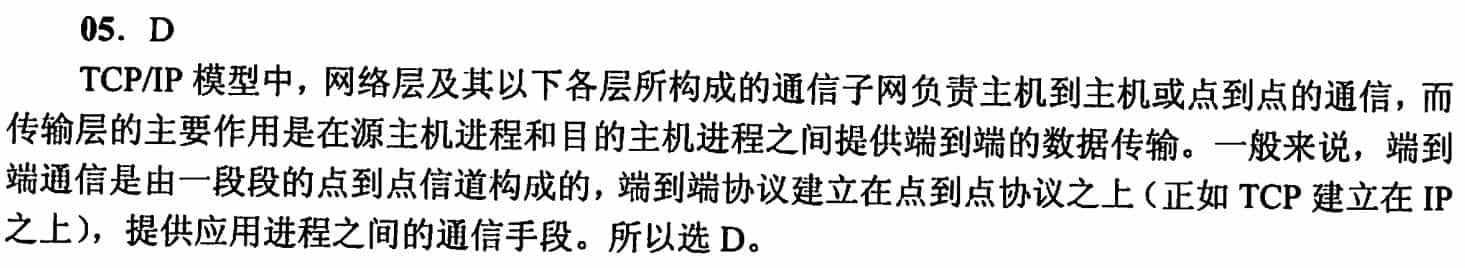 05. D
TCP/IP 模型中，网络层及其以下各层所构成的通信子网负责主机到主机或点到点的通信，而
传输层的主要作用是在源主机进程和目的主机进程之间提供端到端的数据传输。一般来说，端到
端通信是由一段段的点到点信道构成的，端到端协议建立在点到点协议之上（正如 TCP 建立在 IP
之上），提供应用进程之间的通信手段。所以选 D。